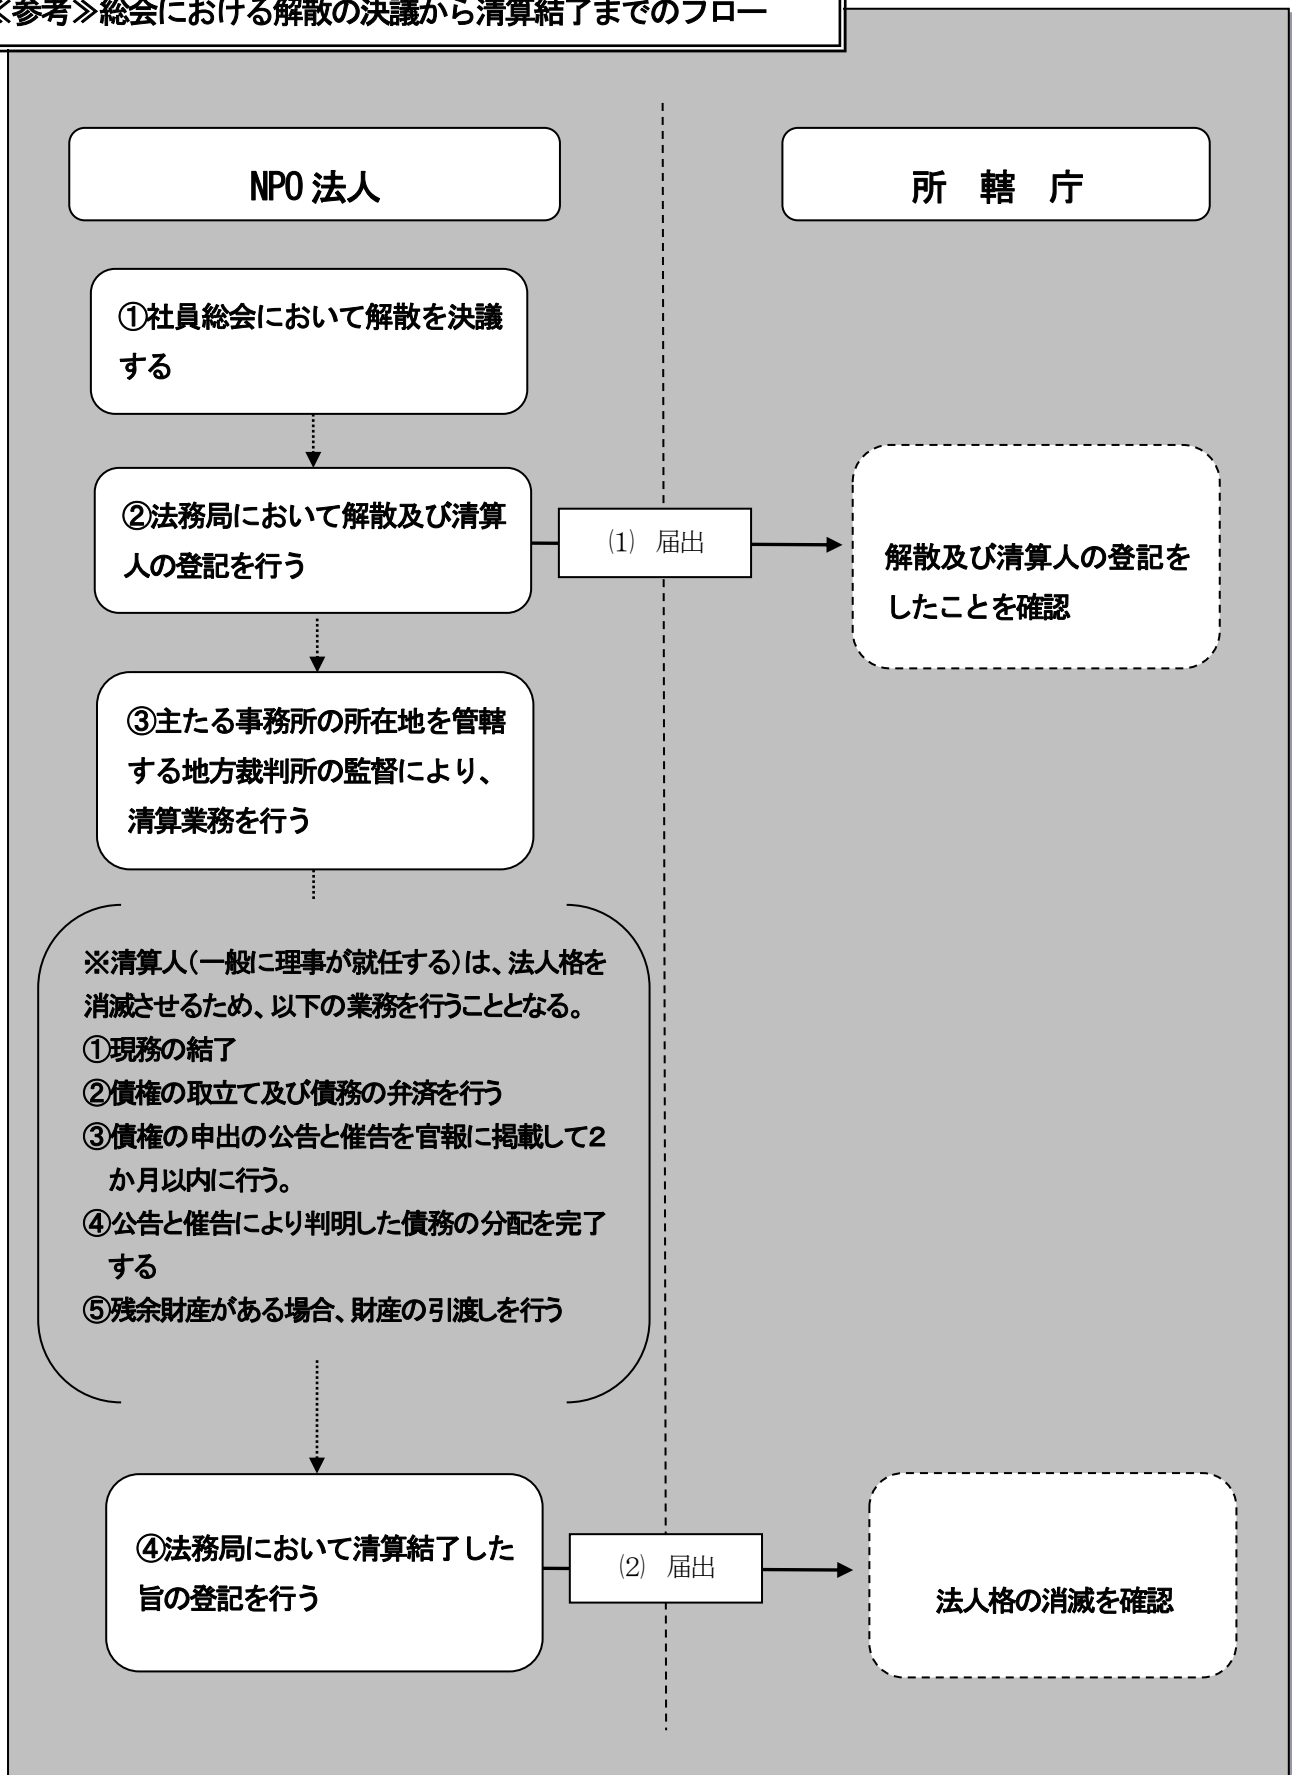 ≪参考≫総会における解散の決議から清算結了までのフロー
NPO法人
所　轄　庁
①社員総会において解散を決議
する
②法務局において解散及び清算
人の登記を行う
⑴　届出
解散及び清算人の登記を
したことを確認
③主たる事務所の所在地を管轄
する地方裁判所の監督により、
清算業務を行う
※清算人（一般に理事が就任する）は、法人格を
消滅させるため、以下の業務を行うこととなる。
①現務の結了
②債権の取立て及び債務の弁済を行う
③債権の申出の公告と催告を官報に掲載して２
か月以内に行う。
④公告と催告により判明した債務の分配を完了
する
⑤残余財産がある場合、財産の引渡しを行う
④法務局において清算結了した
旨の登記を行う
⑵　届出
法人格の消滅を確認